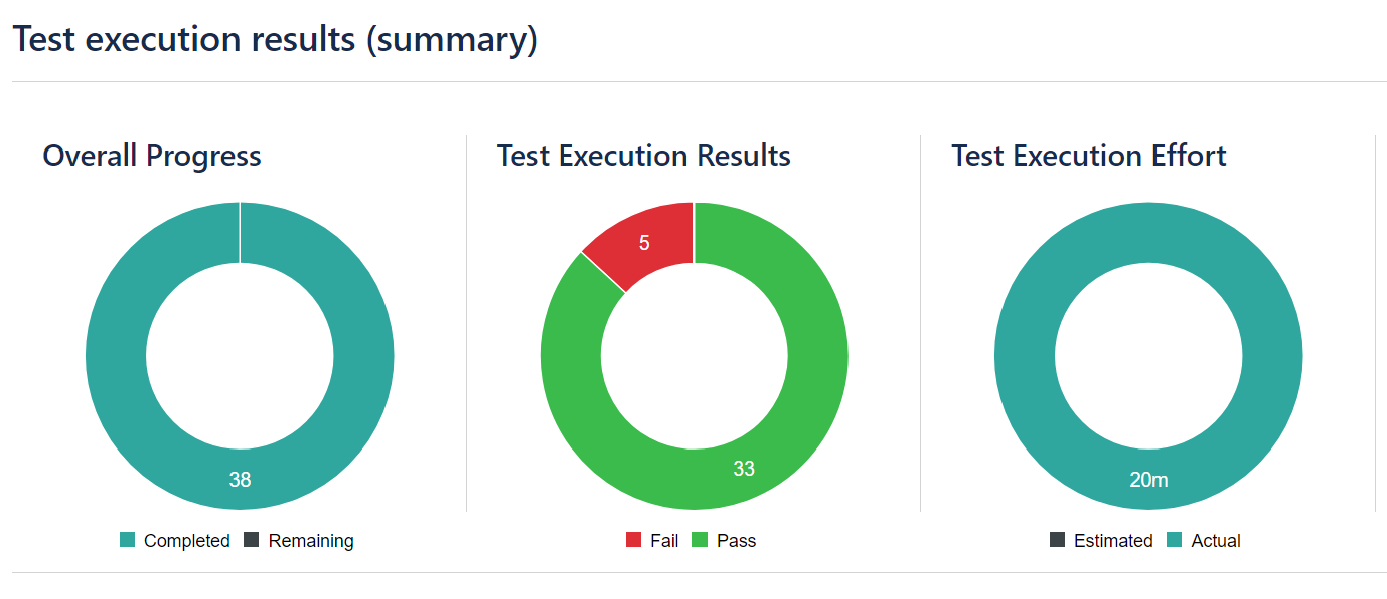 Test execution results (summary)
Overall Progress
38
Completed
Remaining
Test Execution Results
5
33
Fail
Pass
Test Execution Effort
20m
Estimated
Actual